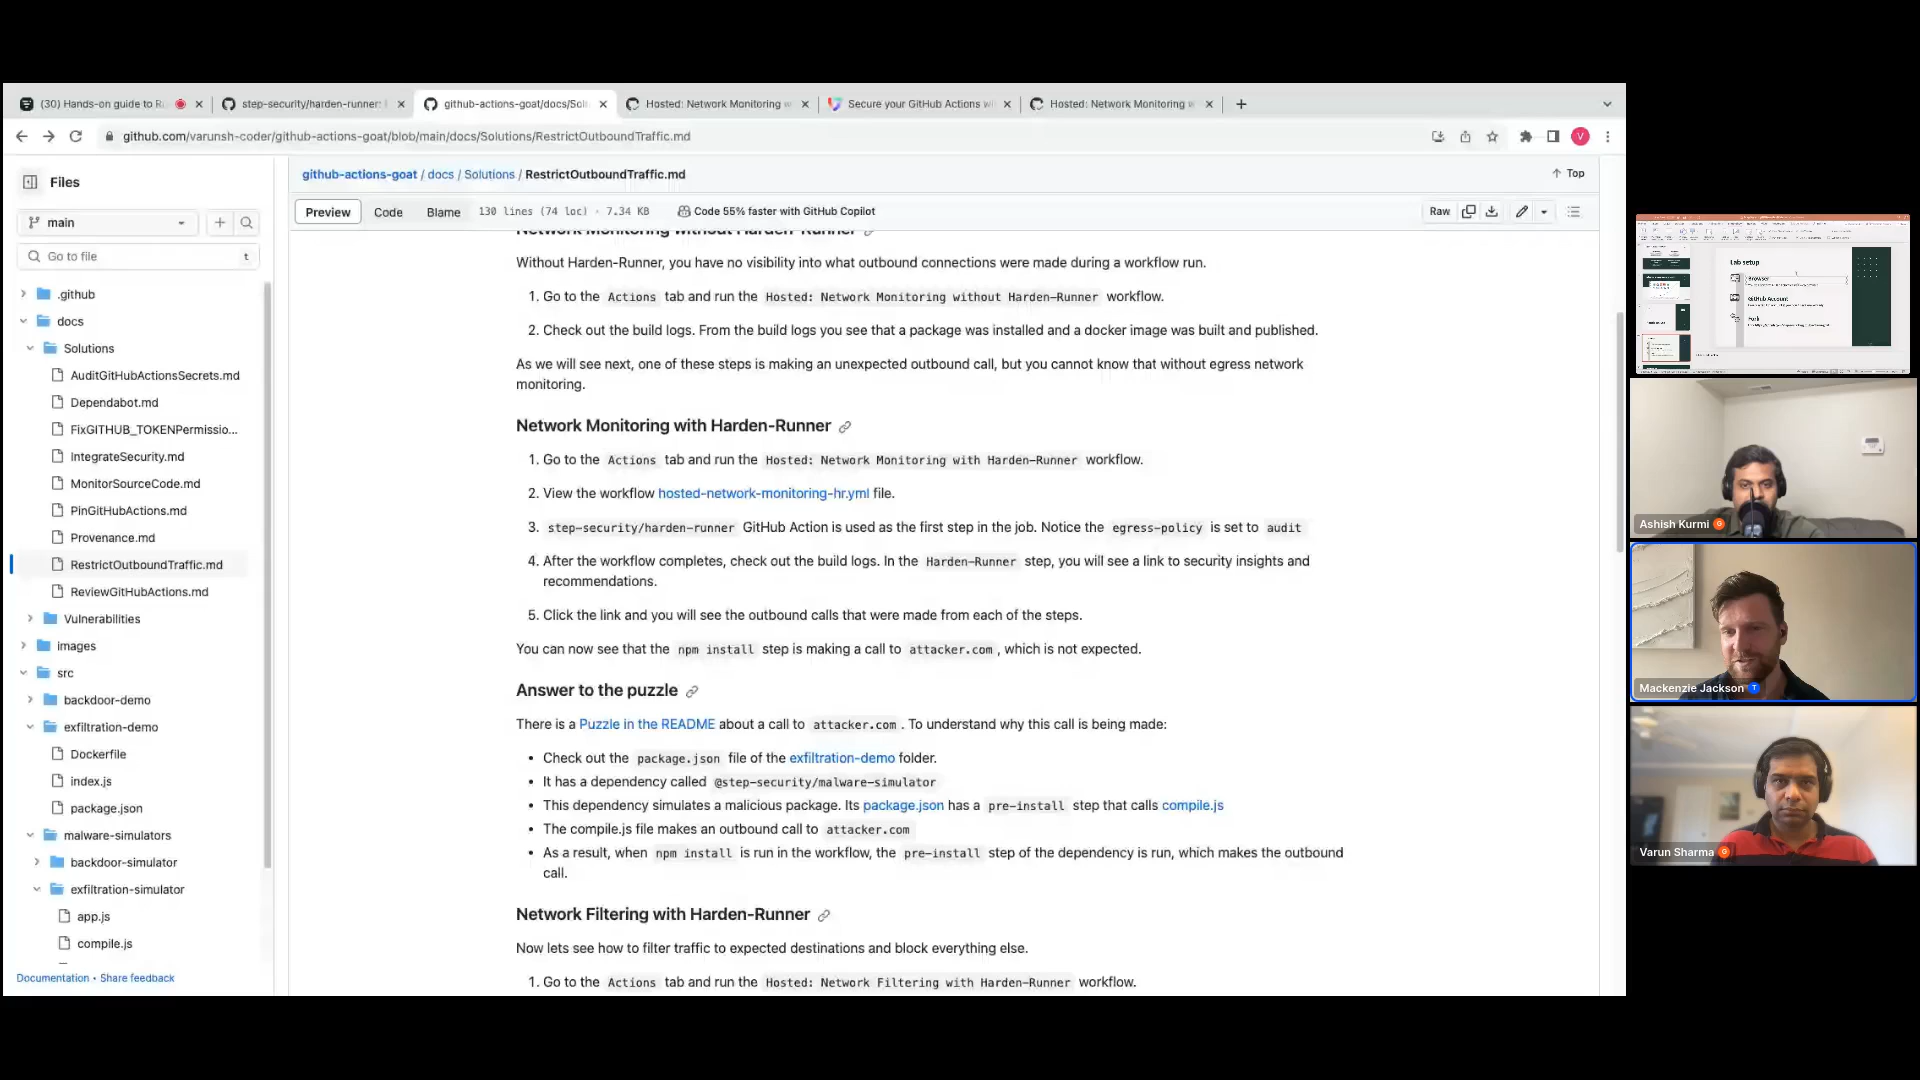 (30) Hands-on guide to R
step-security/harden-runner:
github-actions-goat/docs/Solu
Hosted: Network Monitoring w
Secure your GitHub Actions wi
Hosted: Network Monitoring w
github.com/varunsh-coder/github-actions-goat/blob/main/docs/Solutions/RestrictOutboundTraffic.md
V
Files
main
Go to file
t
.github
docs
Solutions
AuditGitHubActionsSecrets.md
Dependabot.md
FixGITHUB_TOKENPermissio...
IntegrateSecurity.md
MonitorSourceCode.md
PinGitHubActions.md
Provenance.md
RestrictOutboundTraffic.md
ReviewGitHubActions.md
Vulnerabilities
images
src
backdoor-demo
exfiltration-demo
Dockerfile
index.js
package.json
malware-simulators
backdoor-simulator
exfiltration-simulator
app.js
compile.js
Documentation • Share feedback
github-actions-goat / docs / Solutions / RestrictOutboundTraffic.md
Top
Preview
Code
Blame
130 lines (74 loc) · 7.34 KB
Code 55% faster with GitHub Copilot
Raw
Network Monitoring without Harden-Runner
Without Harden-Runner, you have no visibility into what outbound connections were made during a workflow run.
1. Go to the Actions tab and run the Hosted: Network Monitoring without Harden-Runner workflow.
2. Check out the build logs. From the build logs you see that a package was installed and a docker image was built and published.
As we will see next, one of these steps is making an unexpected outbound call, but you cannot know that without egress network
monitoring.
Network Monitoring with Harden-Runner
1. Go to the Actions tab and run the Hosted: Network Monitoring with Harden-Runner workflow.
2. View the workflow hosted-network-monitoring-hr.yml file.
3. step-security/harden-runner GitHub Action is used as the first step in the job. Notice the egress-policy is set to audit
4. After the workflow completes, check out the build logs. In the Harden-Runner step, you will see a link to security insights and
recommendations.
5. Click the link and you will see the outbound calls that were made from each of the steps.
You can now see that the npm install step is making a call to attacker.com, which is not expected.
Answer to the puzzle
There is a Puzzle in the README about a call to attacker.com. To understand why this call is being made:
• Check out the package.json file of the exfiltration-demo folder.
• It has a dependency called @step-security/malware-simulator
• This dependency simulates a malicious package. Its package.json has a pre-install step that calls compile.js
• The compile.js file makes an outbound call to attacker.com
• As a result, when npm install is run in the workflow, the pre-install step of the dependency is run, which makes the outbound
call.
Network Filtering with Harden-Runner
Now lets see how to filter traffic to expected destinations and block everything else.
1. Go to the Actions tab and run the Hosted: Network Filtering with Harden-Runner workflow.
Lab setup
Browser
GitHub Account
Fork
Ashish Kurmi
Mackenzie Jackson
Varun Sharma